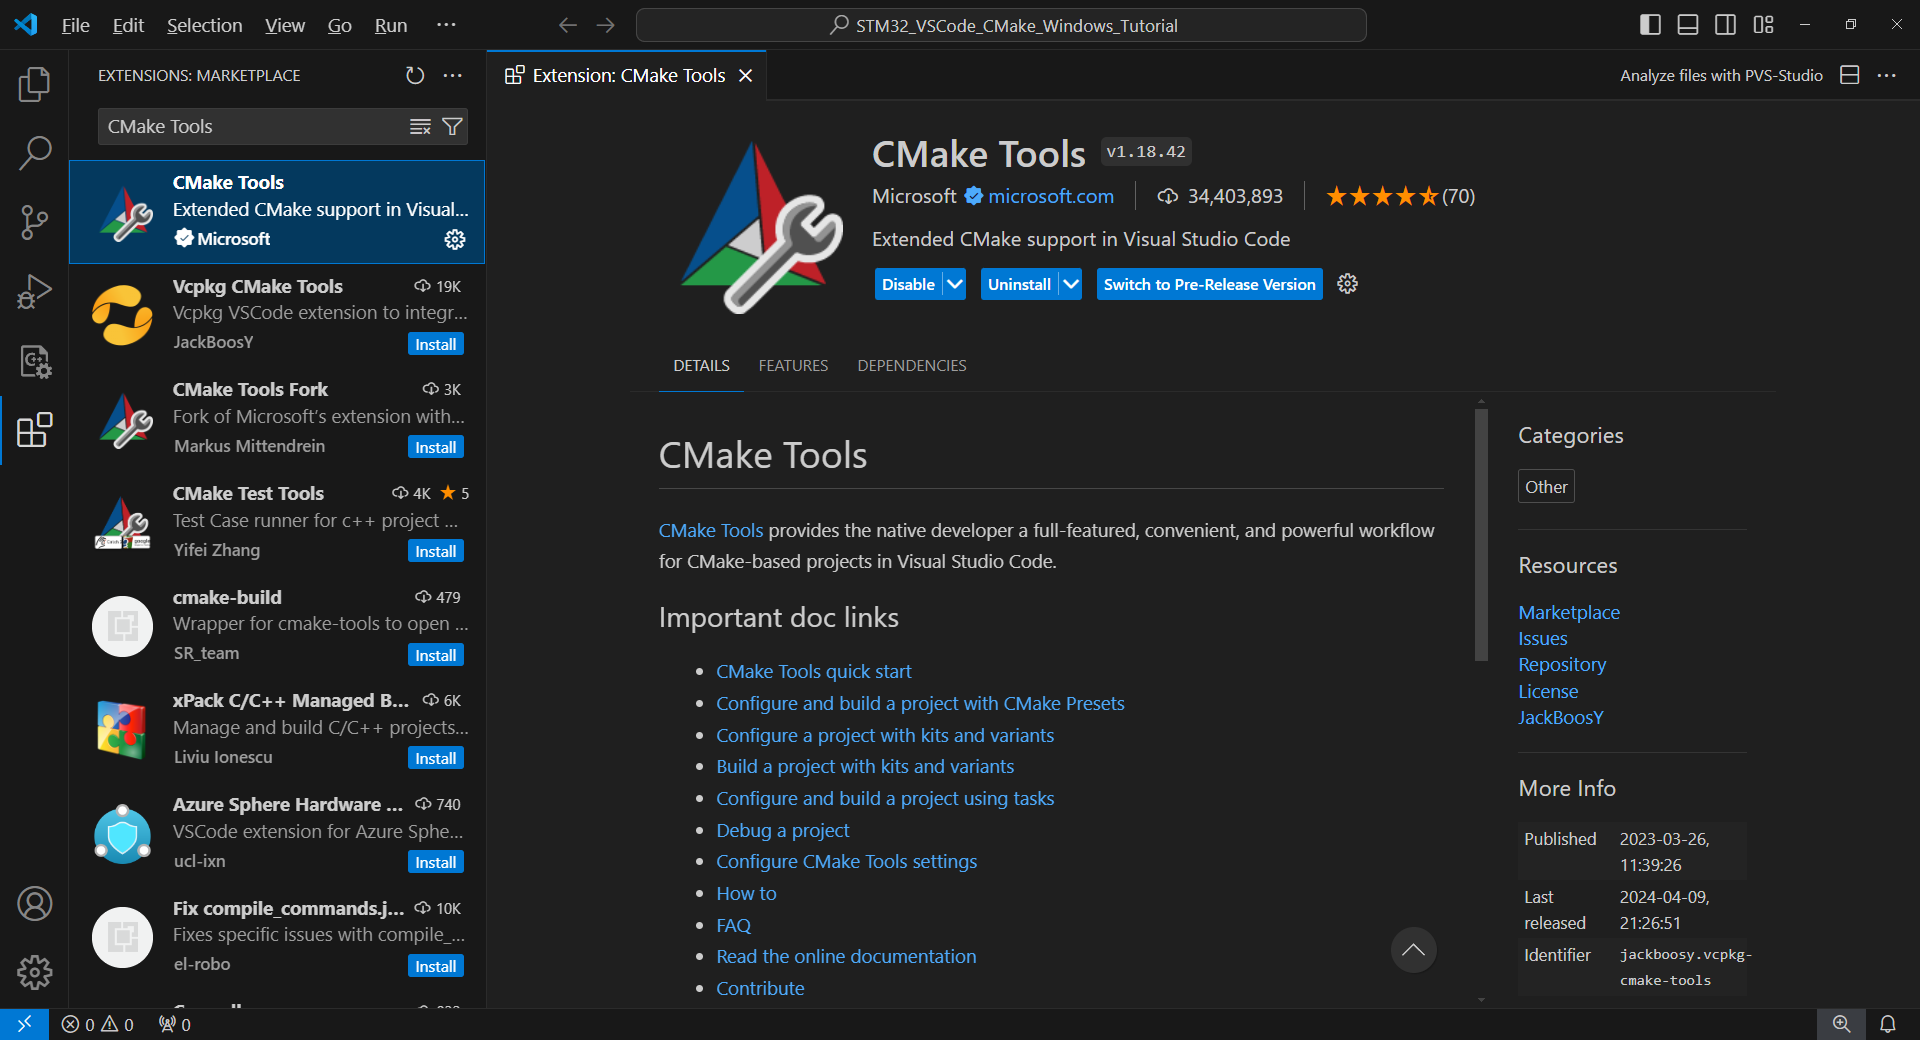 File Edit Selection View Go Run ···
STM32_VSCode_CMake_Windows_Tutorial
EXTENSIONS: MARKETPLACE
CMake Tools
CMake Tools
Extended CMake support in Visual...
Microsoft
Vcpkg CMake Tools 19K
Vcpkg VSCode extension to integr...
JackBoosY Install
CMake Tools Fork 3K
Fork of Microsoft's extension with...
Markus Mittendrein Install
CMake Test Tools 4K ★ 5
Test Case runner for c++ project ...
Yifei Zhang Install
cmake-build 479
Wrapper for cmake-tools to open ...
SR_team Install
xPack C/C++ Managed B... 6K
Manage and build C/C++ projects...
Liviu Ionescu Install
Azure Sphere Hardware ... 740
VSCode extension for Azure Sphe...
ucl-ixn Install
Fix compile_commands.j... 10K
Fixes specific issues with compile_...
el-robo Install
Extension: CMake Tools
Analyze files with PVS-Studio
CMake Tools v1.18.42
Microsoft microsoft.com 34,403,893 (70)
Extended CMake support in Visual Studio Code
Disable Uninstall Switch to Pre-Release Version
DETAILS FEATURES DEPENDENCIES
CMake Tools
CMake Tools provides the native developer a full-featured, convenient, and powerful workflow
for CMake-based projects in Visual Studio Code.
Important doc links
• CMake Tools quick start
• Configure and build a project with CMake Presets
• Configure a project with kits and variants
• Build a project with kits and variants
• Configure and build a project using tasks
• Debug a project
• Configure CMake Tools settings
• How to
• FAQ
• Read the online documentation
• Contribute
Categories
Other
Resources
Marketplace
Issues
Repository
License
JackBoosY
More Info
Published 2023-03-26,
11:39:26
Last 2024-04-09,
released 21:26:51
Identifier jackboosy.vcpkg-
cmake-tools
0 0 0